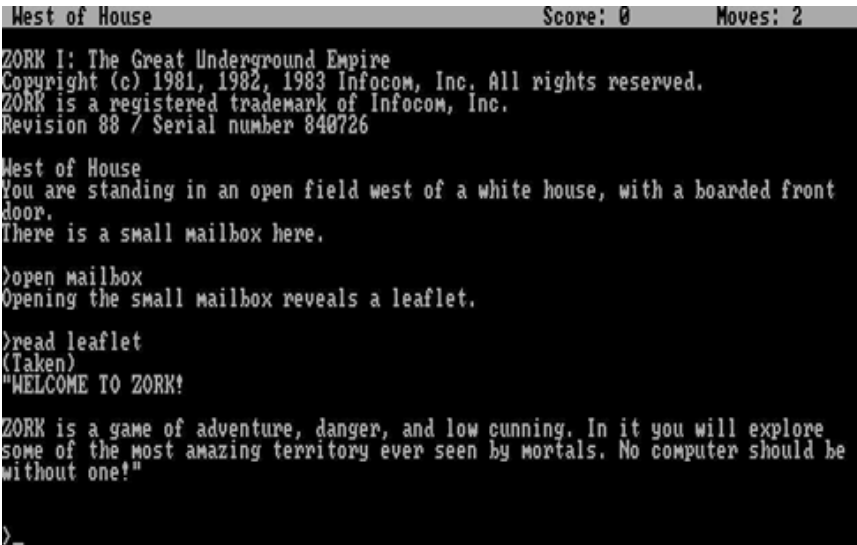 West of House Score: 0 Moves: 2
ZORK I: The Great Underground Empire
Copyright (c) 1981, 1982, 1983 Infocom, Inc. All rights reserved.
ZORK is a registered trademark of Infocom, Inc.
Revision 88 / Serial number 840726
West of House
You are standing in an open field west of a white house, with a boarded front
door.
There is a small mailbox here.
>open mailbox
Opening the small mailbox reveals a leaflet.
>read leaflet
(Taken)
"WELCOME TO ZORK!
ZORK is a game of adventure, danger, and low cunning. In it you will explore
some of the most amazing territory ever seen by mortals. No computer should be
without one!"
>_